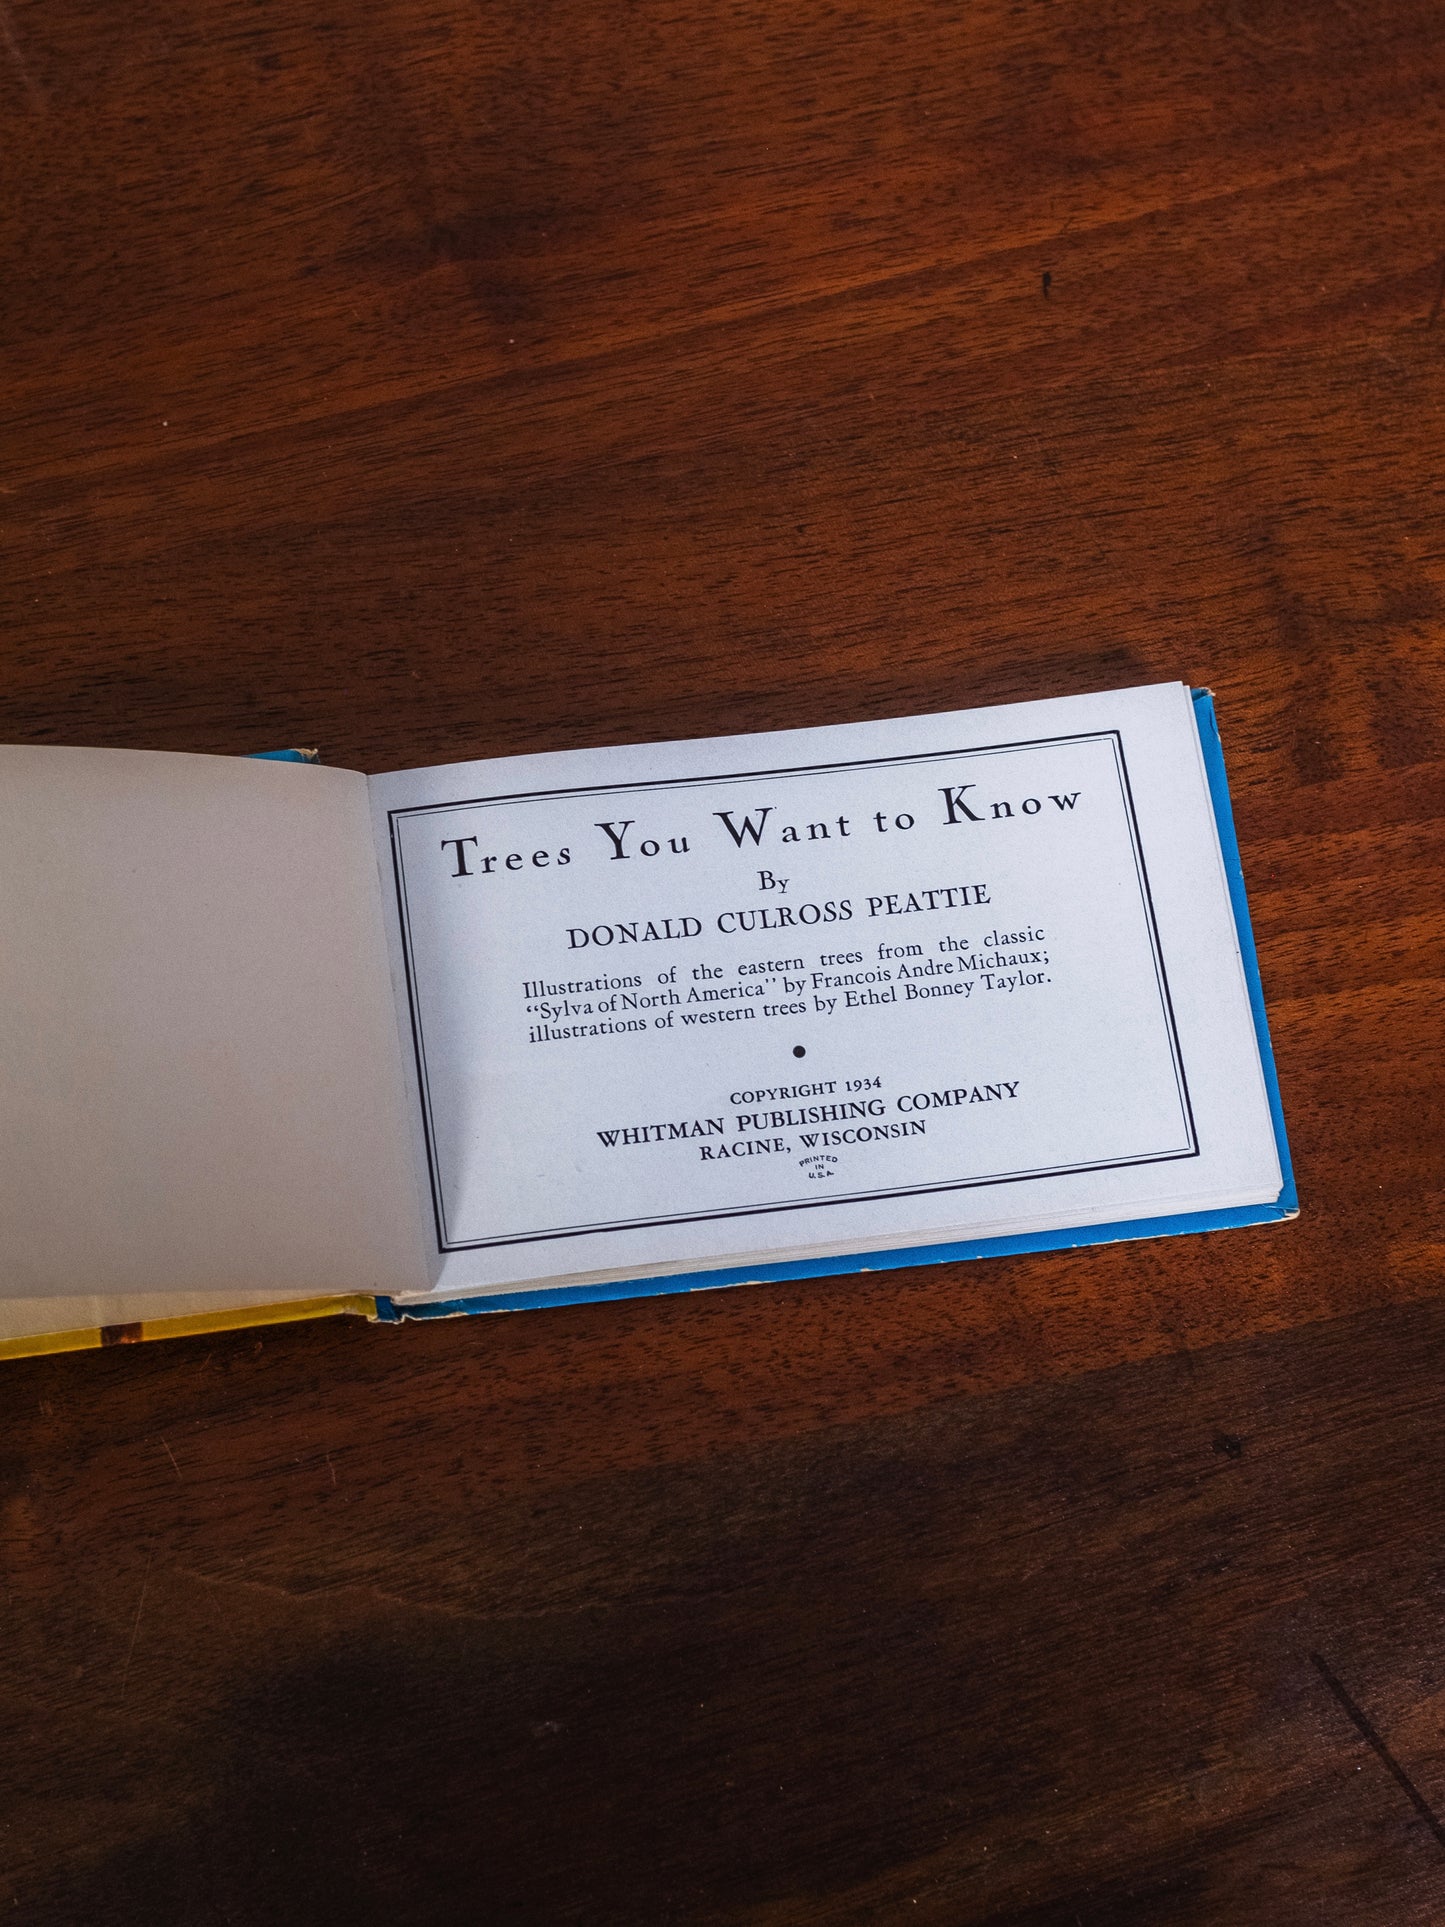 Trees You Want to Know
By
DONALD CULROSS PEATTIE
Illustrations of the eastern trees from the classic
“Sylva of North America” by Francois Andre Michaux;
illustrations of western trees by Ethel Bonney Taylor.
COPYRIGHT 1934
WHITMAN PUBLISHING COMPANY
RACINE, WISCONSIN
PRINTED
IN
U.S.A.